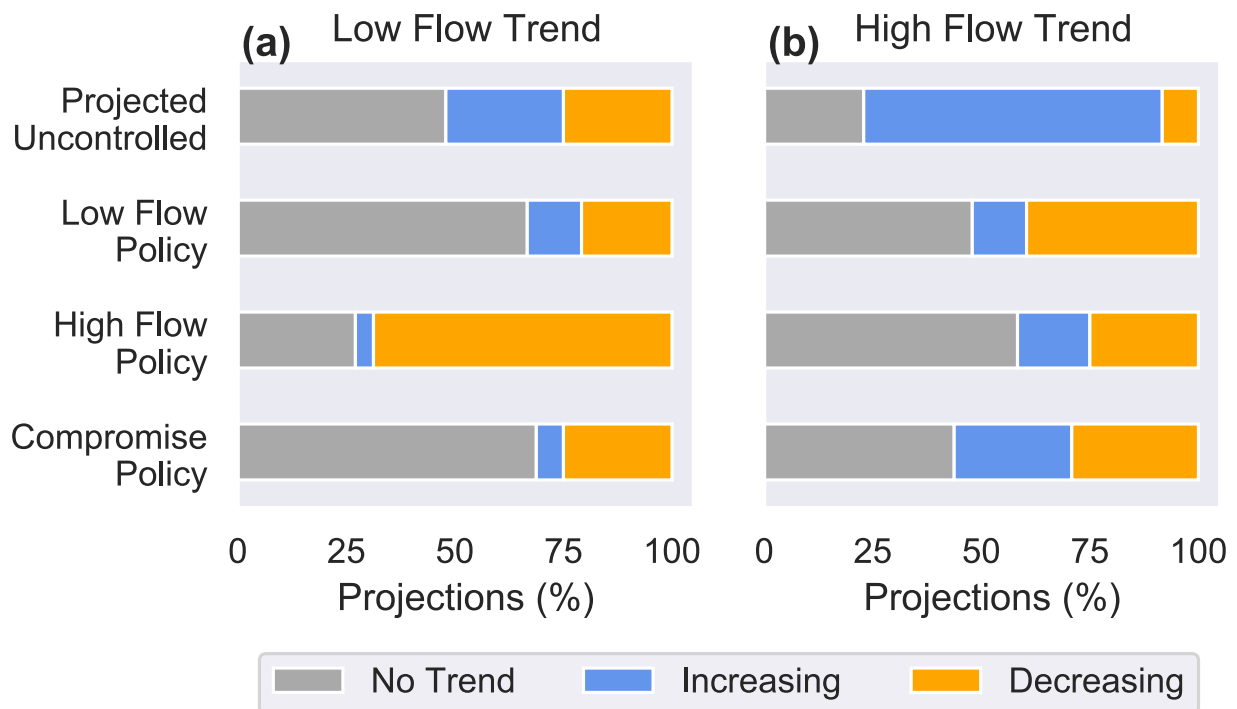 (a) Low Flow Trend
(b) High Flow Trend
Projected
Uncontrolled
Low Flow
Policy
High Flow
Policy
Compromise
Policy
0 25 50 75 100
Projections (%)
0 25 50 75 100
Projections (%)
No Trend Increasing Decreasing